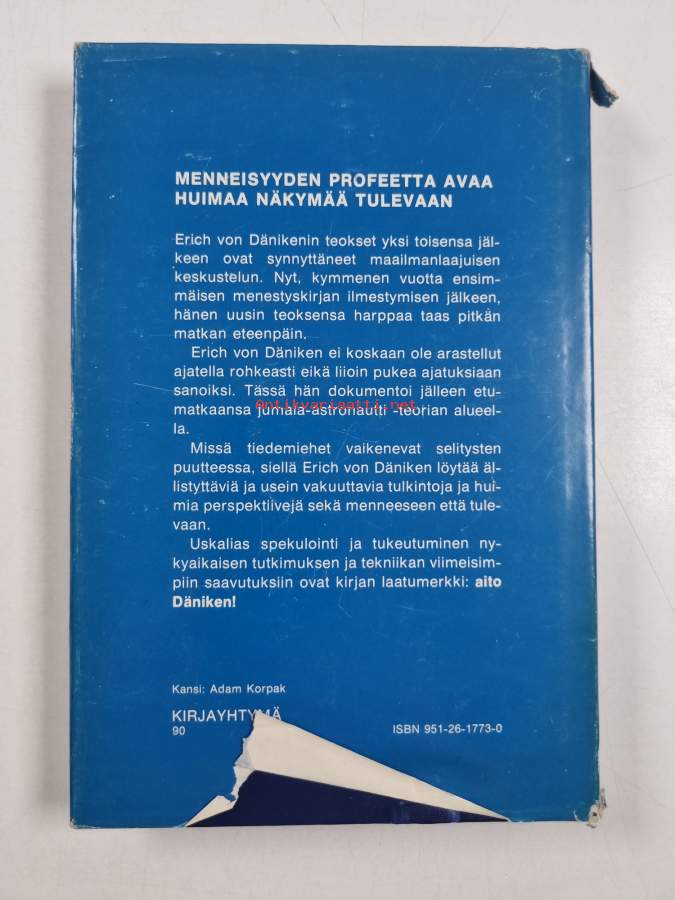 MENNEISYYDEN PROFEETTA AVAA
HUIMAA NÄKYMÄÄ TULEVAAN
Erich von Dänikenin teokset yksi toisensa jäl-
keen ovat synnyttäneet maailmanlaajuisen
keskustelun. Nyt, kymmenen vuotta ensim-
mäisen menestyskirjan ilmestymisen jälkeen,
hänen uusin teoksensa harppaa taas pitkän
matkan eteenpäin.
Erich von Däniken ei koskaan ole arastellut
ajatella rohkeasti eikä liioin pukea ajatuksiaan
sanoiksi. Tässä hän dokumentoi jälleen etu-
matkaansa jumala-astronautti -teorian alueel-
la.
Antikvariaatti.net
Missä tiedemiehet vaikenevat selitysten
puutteessa, siellä Erich von Däniken löytää äl-
listyttäviä ja usein vakuuttavia tulkintoja ja hui-
mia perspektiivejä sekä menneeseen että tule-
vaan.
Uskalias spekulointi ja tukeutuminen ny-
kyaikaisen tutkimuksen ja tekniikan viimeisim-
piin saavutuksiin ovat kirjan laatumerkki: aito
Däniken!
Kansi: Adam Korpak
KIRJAYHTYMÄ
90
ISBN 951-26-1773-0